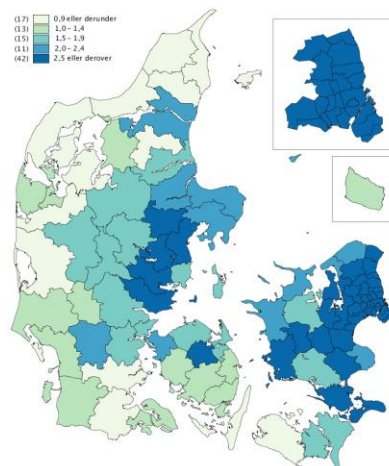 (17) 0,9 eller derunder
(13) 1,0 - 1,4
(15) 1,5 - 1,9
(11) 2,0 - 2,4
(42) 2,5 eller derover